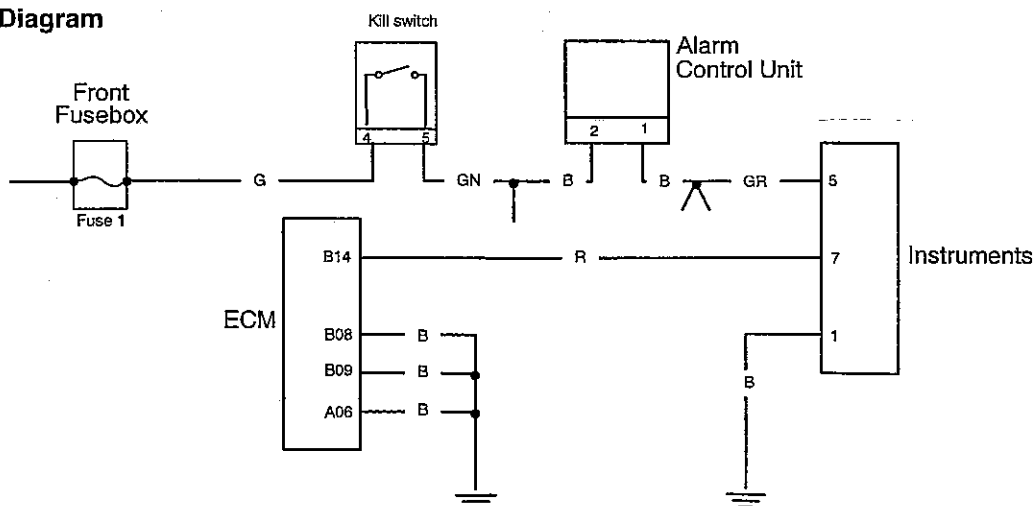 Diagram
Kill switch
Alarm
Control Unit
Front
Fusebox
4 5
2 1
G
GN
B
B
GR
5
Fuse 1
B14
R
7
Instruments
ECM
B08
B
1
B09
B
B
A06
B